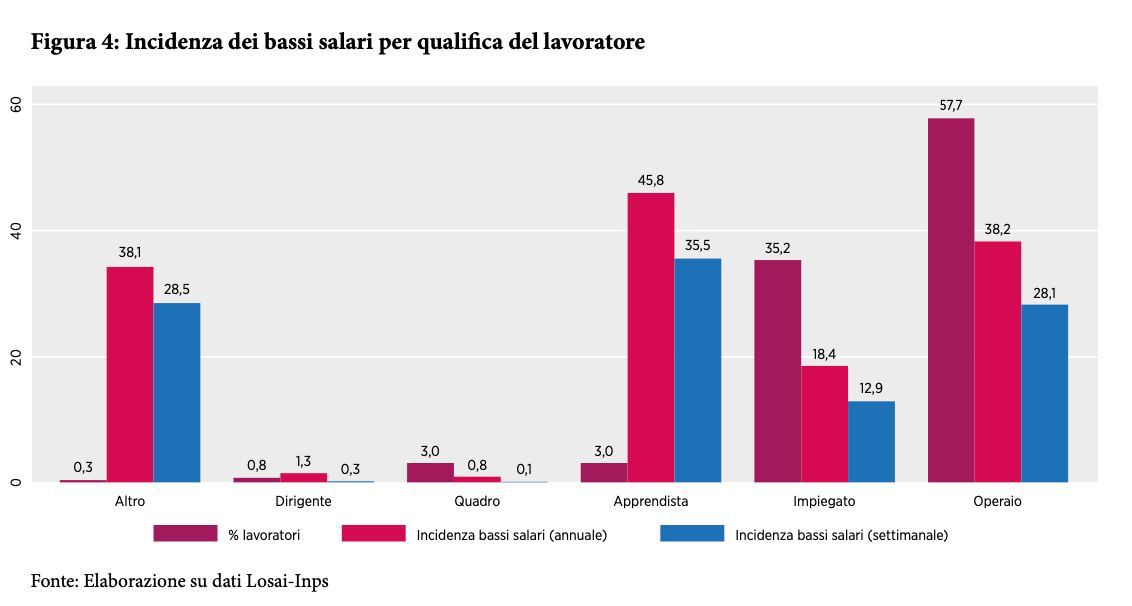 Figura 4: Incidenza dei bassi salari per qualifica del lavoratore
60
40
20
0
38,1
28,5
0,3
0,8
1,3
0,3
3,0
0,8
0,1
3,0
45,8
35,5
35,2
18,4
12,9
57,7
38,2
28,1
Altro
Dirigente
Quadro
Apprendista
Impiegato
Operaio
% lavoratori
Incidenza bassi salari (annuale)
Incidenza bassi salari (settimanale)
Fonte: Elaborazione su dati Losai-Inps